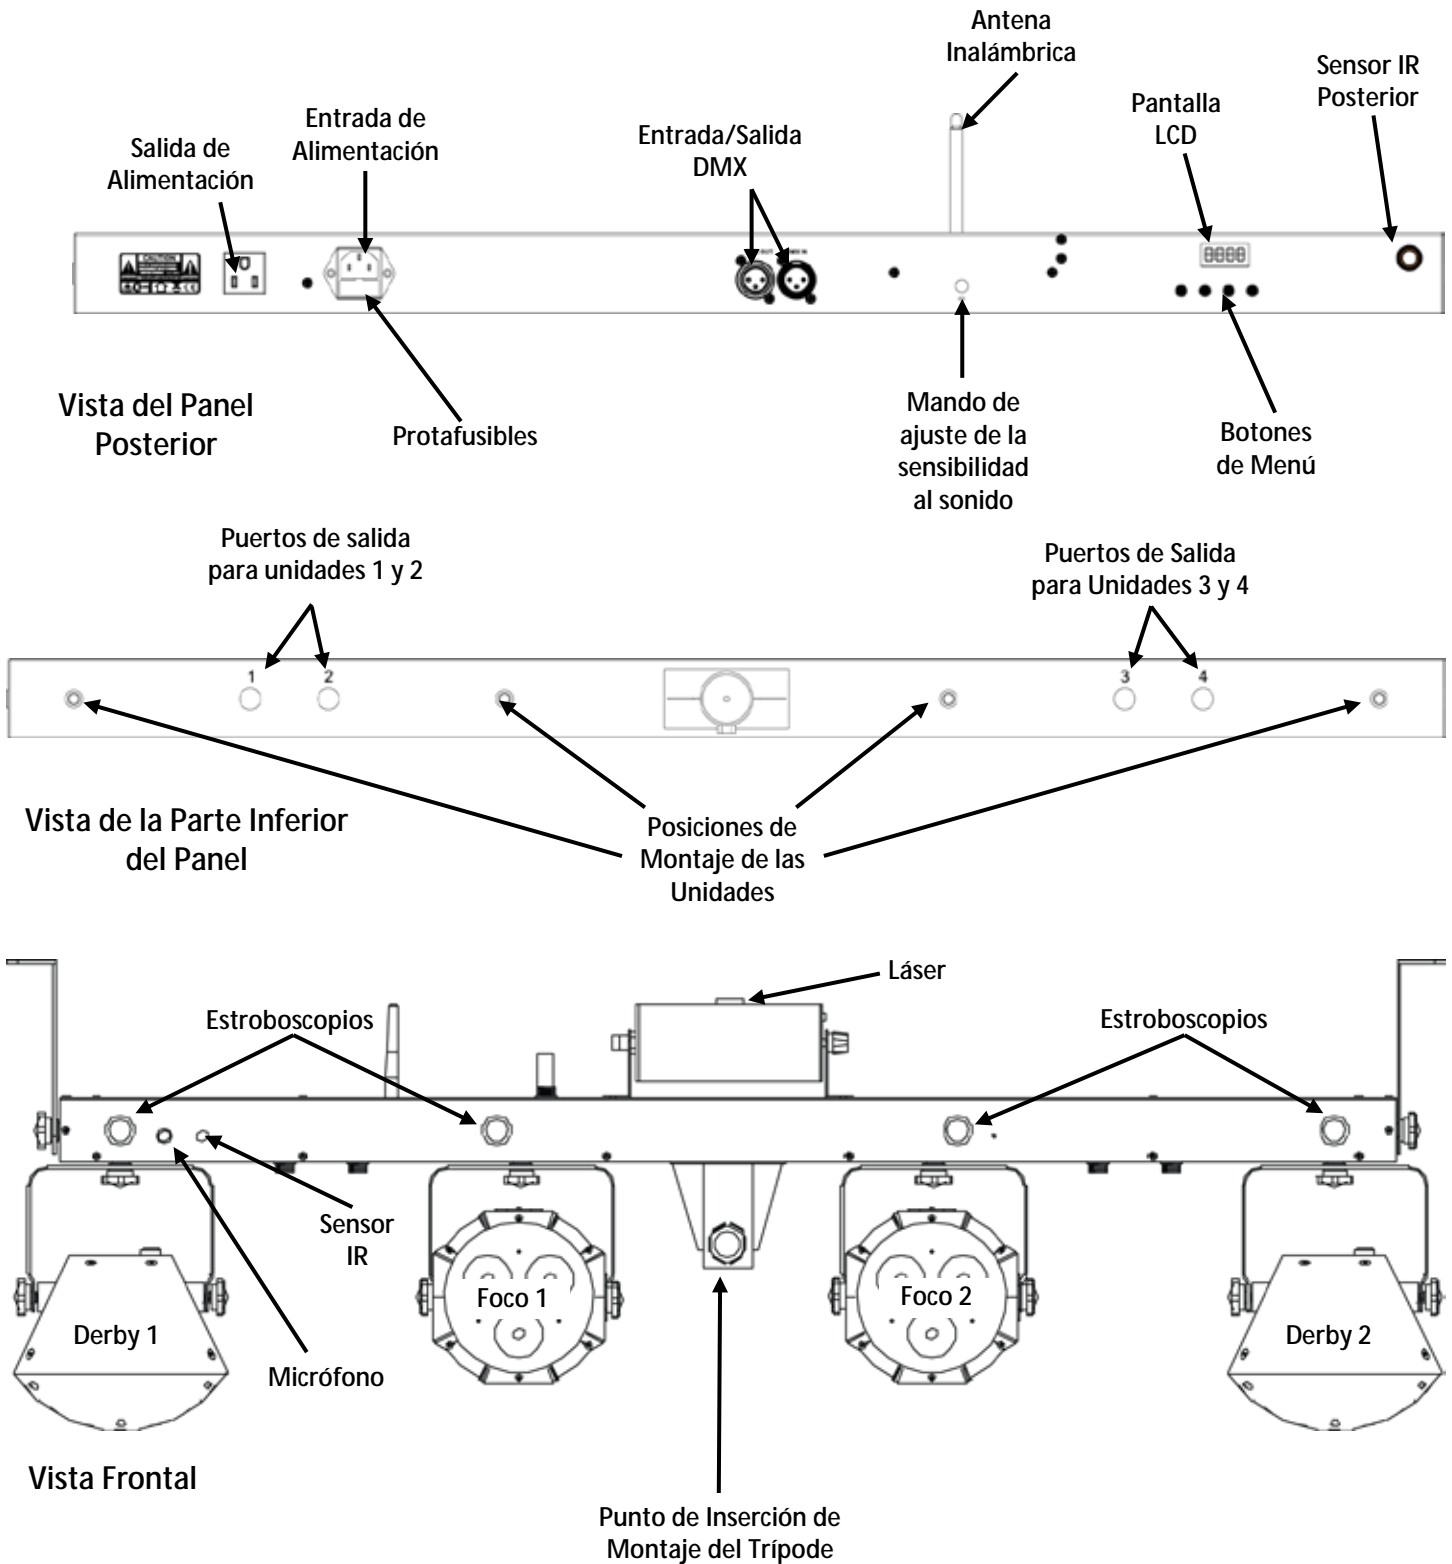 Antena
Inalámbrica
Sensor IR
Posterior
Pantalla
LCD
Entrada de
Alimentación
Entrada/Salida
DMX
Salida de
Alimentación
CAUTION
OUT
IN
Vista del Panel
Posterior
Protafusibles
Mando de
ajuste de la
sensibilidad
al sonido
Botones
de Menú
Puertos de salida
para unidades 1 y 2
Puertos de Salida
para Unidades 3 y 4
1
2
3
4
Vista de la Parte Inferior
del Panel
Posiciones de
Montaje de las
Unidades
Láser
Estroboscopios
Estroboscopios
Sensor
IR
Foco 1
Foco 2
Derby 1
Derby 2
Micrófono
Vista Frontal
Punto de Inserción de
Montaje del Trípode